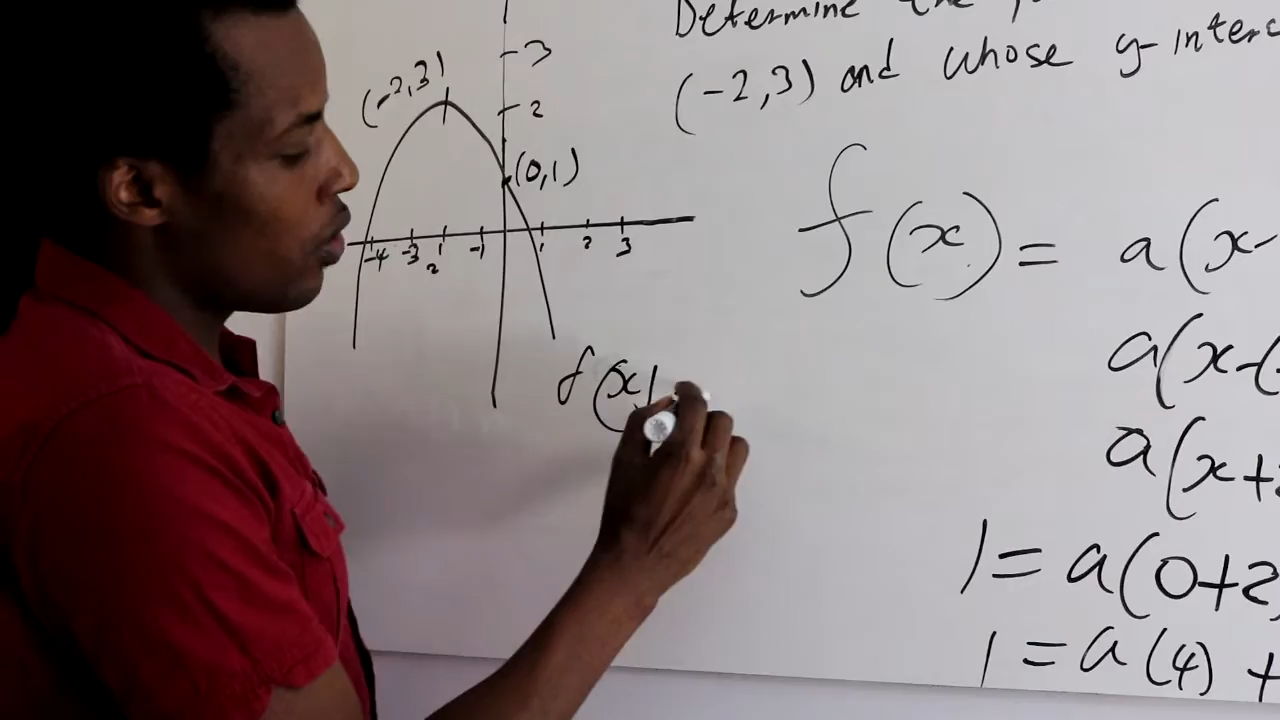 Determine the
(-2,3) and whose y-interc
3
(-2,3)
2
(0,1)
-4 -3 2 -1 1 2 3
f(x) = a(x-
a(x-(
f(x)
a(x+2
1 = a(0+2
1 = a(4) +